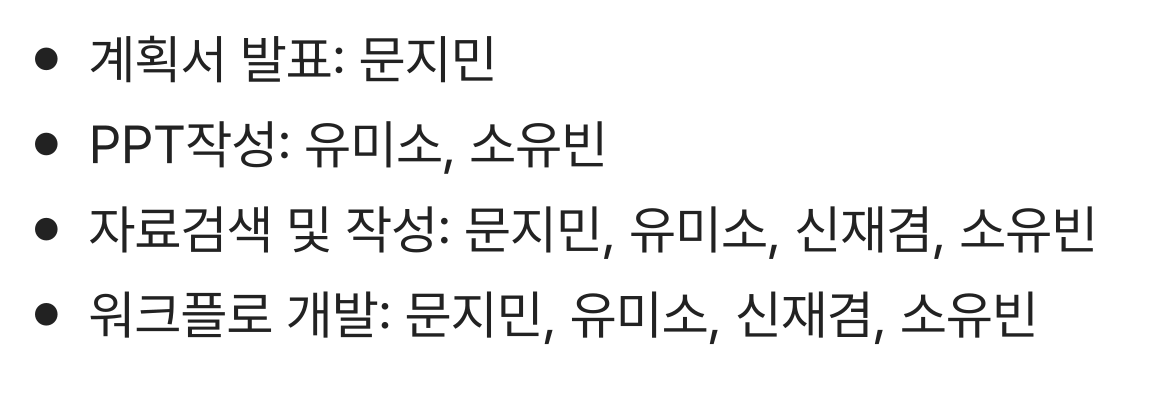 • 계획서 발표: 문지민
• PPT작성: 유미소, 소유빈
• 자료검색 및 작성: 문지민, 유미소, 신재겸, 소유빈
• 워크플로 개발: 문지민, 유미소, 신재겸, 소유빈